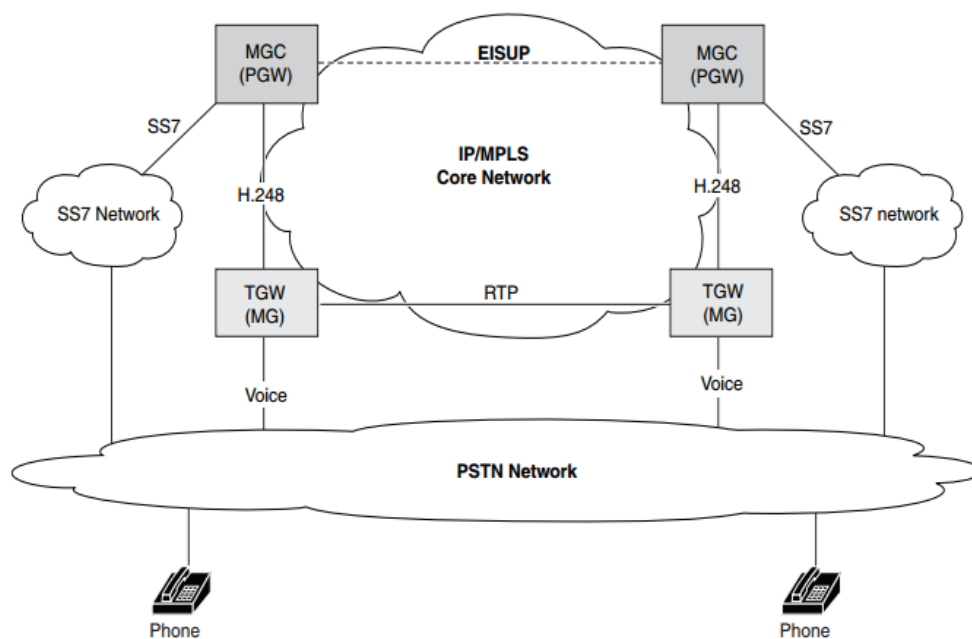 MGC
(PGW)
EISUP
MGC
(PGW)
SS7
SS7
IP/MPLS
Core Network
H.248
H.248
SS7 Network
SS7 network
TGW
(MG)
RTP
TGW
(MG)
Voice
Voice
PSTN Network
Phone
Phone